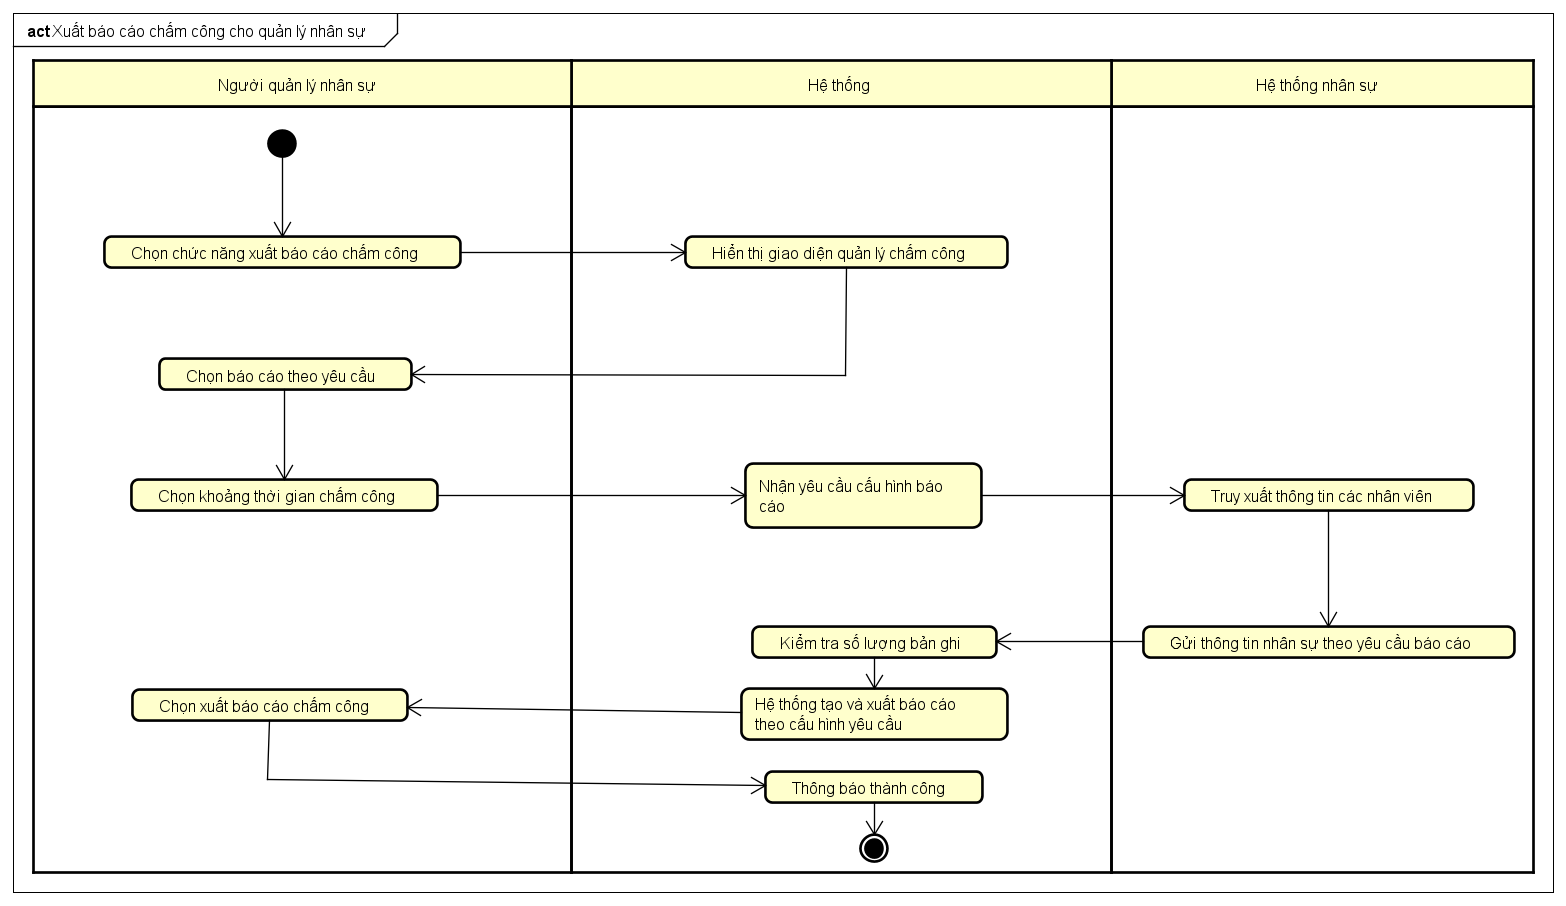 act Xuất báo cáo chấm công cho quản lý nhân sự
Người quản lý nhân sự
Hệ thống
Hệ thống nhân sự
Chọn chức năng xuất báo cáo chấm công
Hiển thị giao diện quản lý chấm công
Chọn báo cáo theo yêu cầu
Chọn khoảng thời gian chấm công
Nhận yêu cầu cấu hình báo
cáo
Truy xuất thông tin các nhân viên
Kiểm tra số lượng bản ghi
Gửi thông tin nhân sự theo yêu cầu báo cáo
Chọn xuất báo cáo chấm công
Hệ thống tạo và xuất báo cáo
theo cấu hình yêu cầu
Thông báo thành công